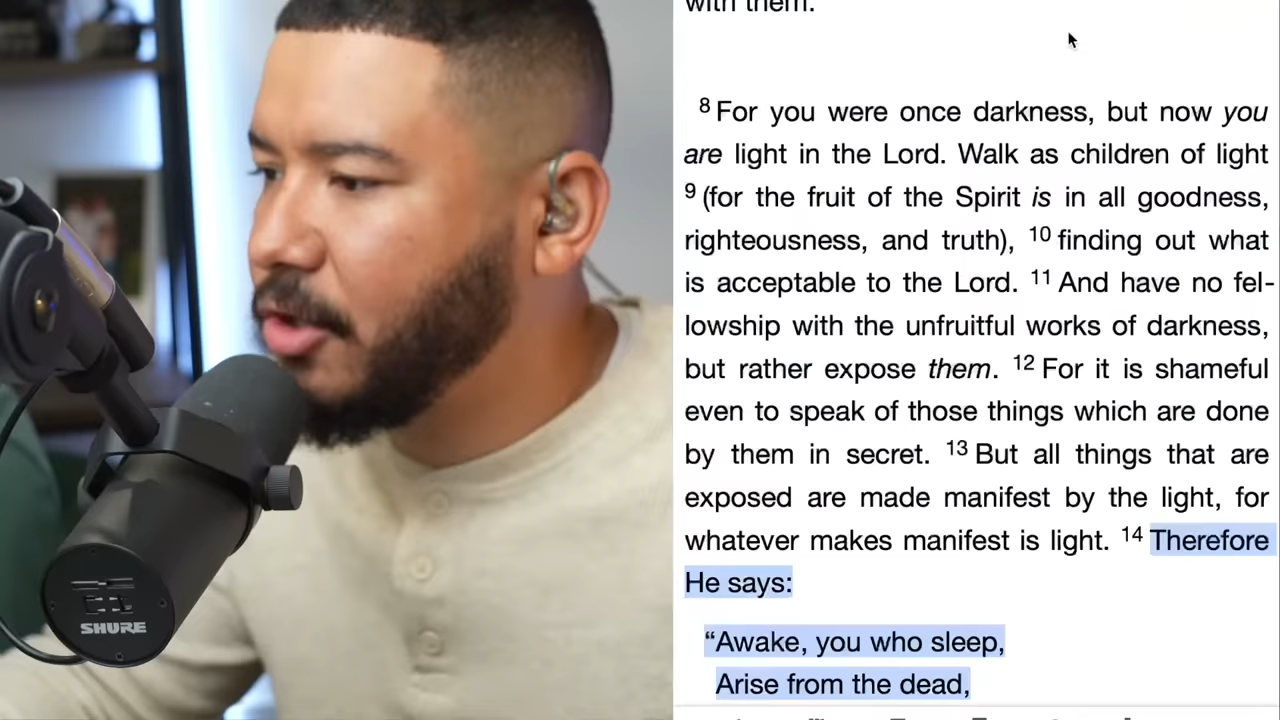 with them.
8 For you were once darkness, but now you
are light in the Lord. Walk as children of light
9 (for the fruit of the Spirit is in all goodness,
righteousness, and truth), 10 finding out what
is acceptable to the Lord. 11 And have no fel-
lowship with the unfruitful works of darkness,
but rather expose them. 12 For it is shameful
even to speak of those things which are done
by them in secret. 13 But all things that are
exposed are made manifest by the light, for
whatever makes manifest is light. 14 Therefore
He says:
“Awake, you who sleep,
Arise from the dead,
SHURE